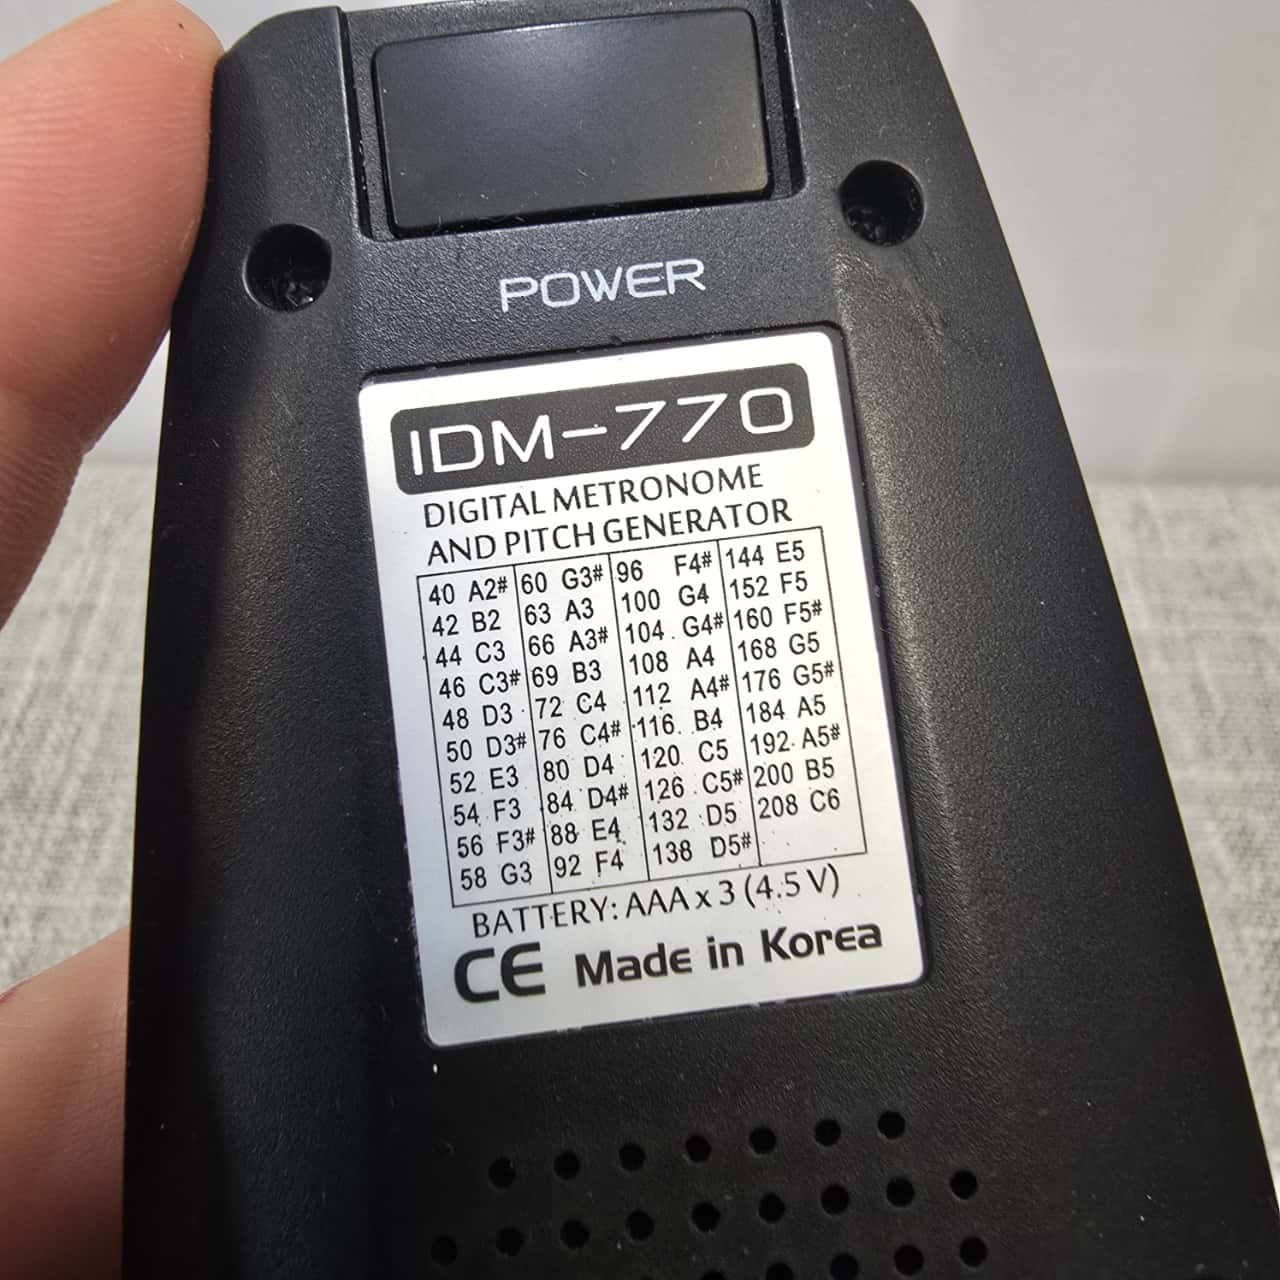 POWER
IDM-770
DIGITAL METRONOME
AND PITCH GENERATOR
40 A2# 60 G3# 96 F4# 144 E5
42 B2 63 A3 100 G4 152 F5
44 C3 66 A3# 104 G4# 160 F5#
46 C3# 69 B3 108 A4 168 G5
48 D3 72 C4 112 A4# 176 G5#
50 D3# 76 C4# 116 B4 184 A5
52 E3 80 D4 120 C5 192 A5#
54 F3 84 D4# 126 C5# 200 B5
56 F3# 88 E4 132 D5 208 C6
58 G3 92 F4 138 D5#
BATTERY: AAA x 3 (4.5 V)
CE Made in Korea